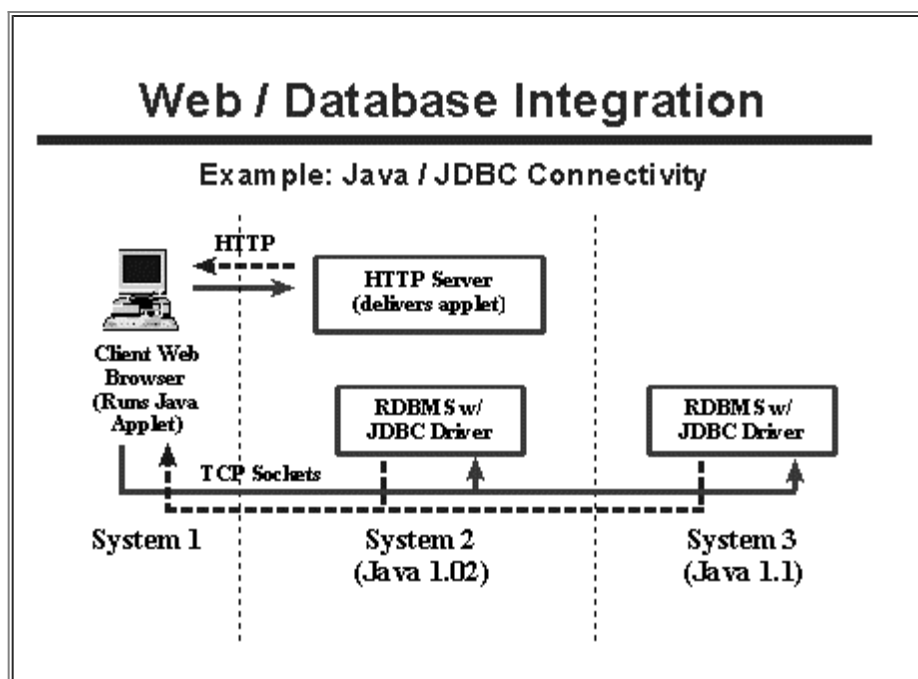 Web / Database Integration
Example: Java / JDBC Connectivity
HTTP
HTTP Server
(delivers applet)
Client Web
Browser
(Runs Java
Applet)
RDBMS w/
JDBC Driver
RDBMS w/
JDBC Driver
TCP Sockets
System 1
System 2
(Java 1.02)
System 3
(Java 1.1)